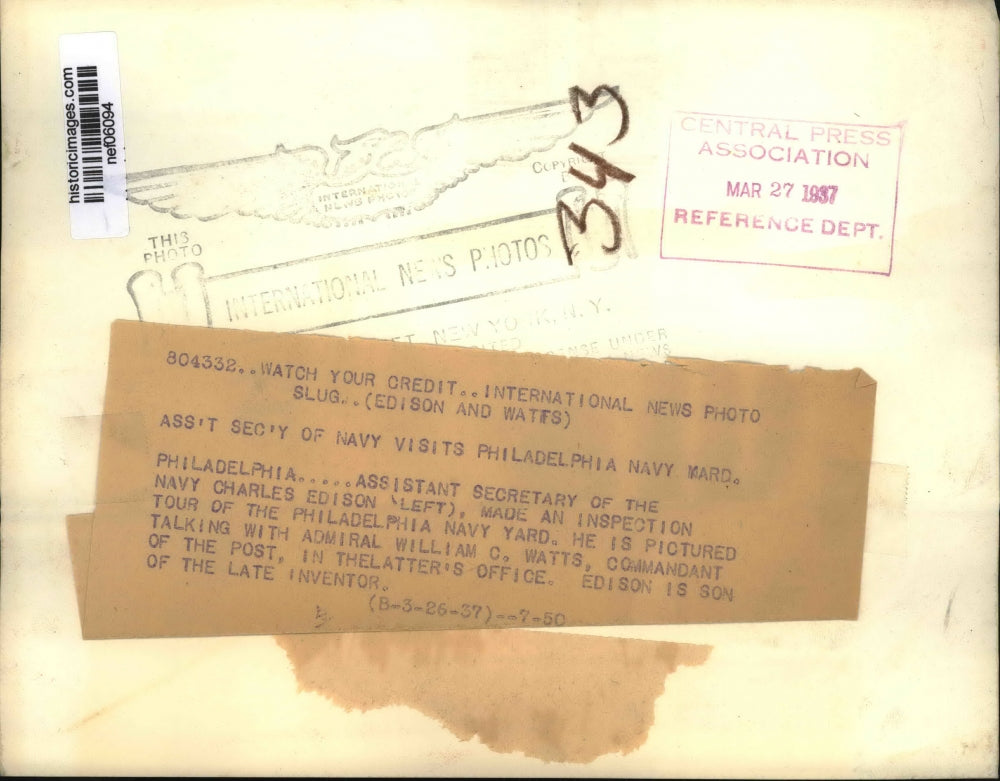 historicimages.com
nef06094
343
INTERNATIONAL
NEWS PHOTO
THIS
PHOTO
INTERNATIONAL NEWS PHOTOS
NEW YORK, N. Y.
UNDER
CENTRAL PRESS
ASSOCIATION
MAR 27 1937
REFERENCE DEPT.
804332..WATCH YOUR CREDIT..INTERNATIONAL NEWS PHOTO
SLUG...(EDISON AND WATTS)
ASS'T SEC'Y OF NAVY VISITS PHILADELPHIA NAVY WARD.
PHILADELPHIA.....ASSISTANT SECRETARY OF THE
NAVY CHARLES EDISON (LEFT), MADE AN INSPECTION
TOUR OF THE PHILADELPHIA NAVY YARD. HE IS PICTURED
TALKING WITH ADMIRAL WILLIAM C. WATTS, COMMANDANT
OF THE POST, IN THELATTER'S OFFICE. EDISON IS SON
OF THE LATE INVENTOR.
(B-3-26-37)--7-50